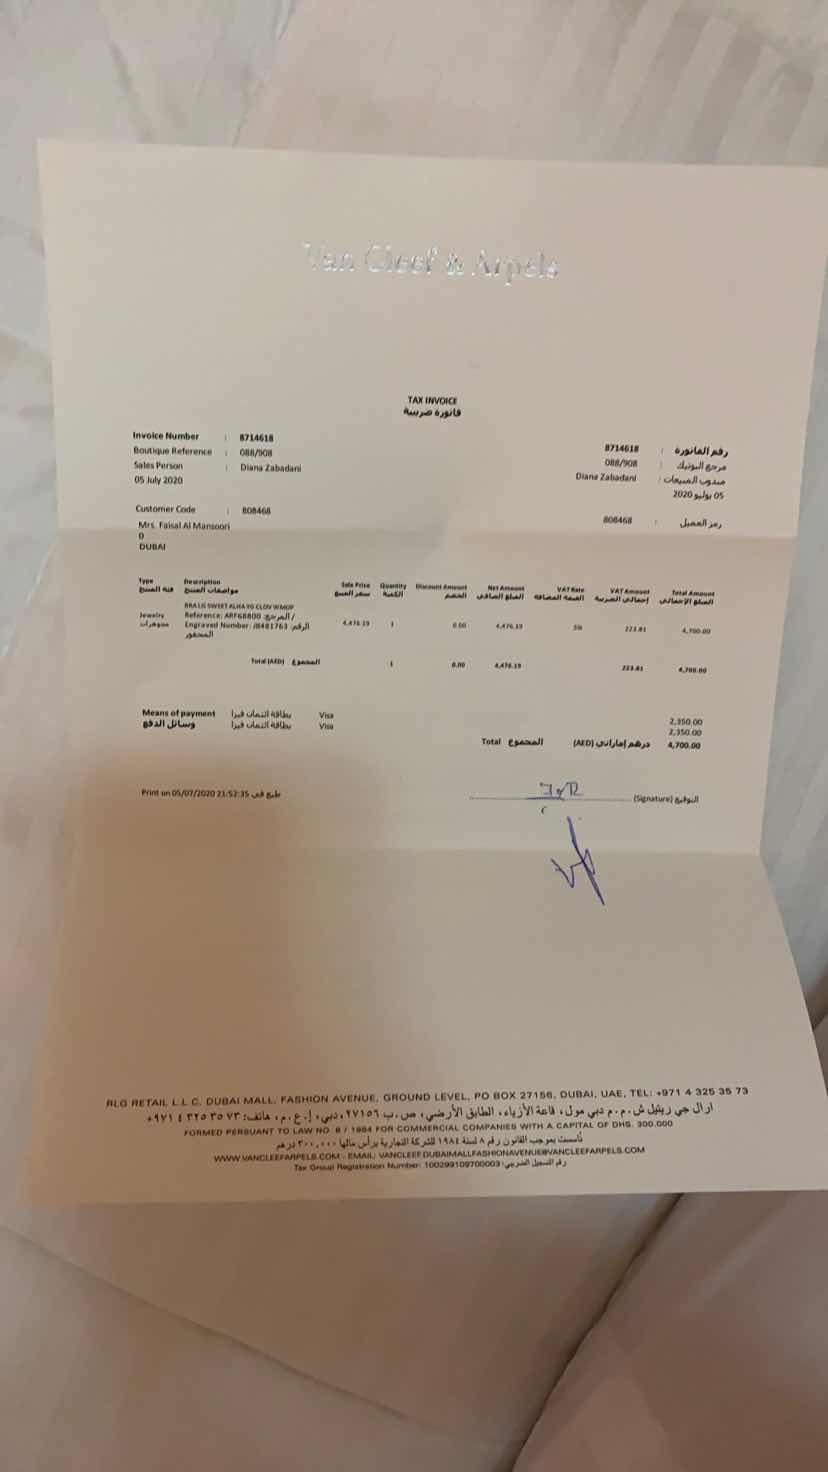 Van Cleef & Arpels
TAX INVOICE
فاتورة ضريبية
Invoice Number : 8714618
8714618 : رقم الفاتورة
Boutique Reference : 088/908
088/908 : مرجع البوتيك
Sales Person : Diana Zabadani
Diana Zabadani : مندوب المبيعات
05 July 2020
05 يوليو 2020
Customer Code : 808468
808468 : رمز العميل
Mrs. Faisal Al Mansoori
0
DUBAI
Type Description Sale Price Quantity Discount Amount Net Amount VAT Rate VAT Amount Total Amount
فئة المبيع مواصفات المبيع سعر المبيع الكمية الخصم المبلغ الصافي القيمة المضافة إجمالي الضريبة المبلغ الإجمالي
BRA LG SWEET ALHA YG CLOV WMOP
Jewelry Reference: ARF68800 :المرجع / 4,476.19 1 0.00 4,476.19 5% 223.81 4,700.00
مجوهرات Engraved Number: JB481763 :الرقم
المحفور
Total (AED) المجموع 1 0.00 4,476.19 223.81 4,700.00
Means of payment بطاقة ائتمان فيزا Visa 2,350.00
وسائل الدفع بطاقة ائتمان فيزا Visa 2,350.00
Total المجموع (AED) درهم إماراتي 4,700.00
Print on 05/07/2020 21:52:35 طبع في
(Signature) التوقيع
RLG RETAIL L.L.C. DUBAI MALL, FASHION AVENUE, GROUND LEVEL, PO BOX 27156, DUBAI, UAE, TEL: +971 4 325 35 73
ار ال جي ريتيل ش.م.م دبي مول، قاعة الأزياء، الطابق الأرضي، ص.ب ٢٧١٥٦، دبي، إ.ع.م، هاتف: ٧٣ ٣٥ ٣٢٥ ٤ ٩٧١+
FORMED PERSUANT TO LAW NO. 8 / 1984 FOR COMMERCIAL COMPANIES WITH A CAPITAL OF DHS. 300.000
تأسست بموجب القانون رقم ٨ لسنة ١٩٨٤ للشركة التجارية برأس مالها ٣٠٠,٠٠٠ درهم
WWW.VANCLEEFARPELS.COM - EMAIL: VANCLEEF.DUBAIMALLFASHIONAVENUE@VANCLEEFARPELS.COM
Tax Group Registration Number: 100299109700003 :رقم التسجيل الضريبي